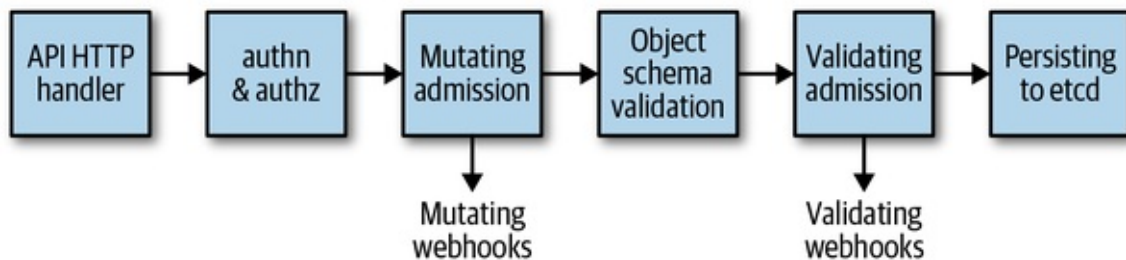 API HTTP
handler
authn
& authz
Mutating
admission
Object
schema
validation
Validating
admission
Persisting
to etcd
Mutating
webhooks
Validating
webhooks